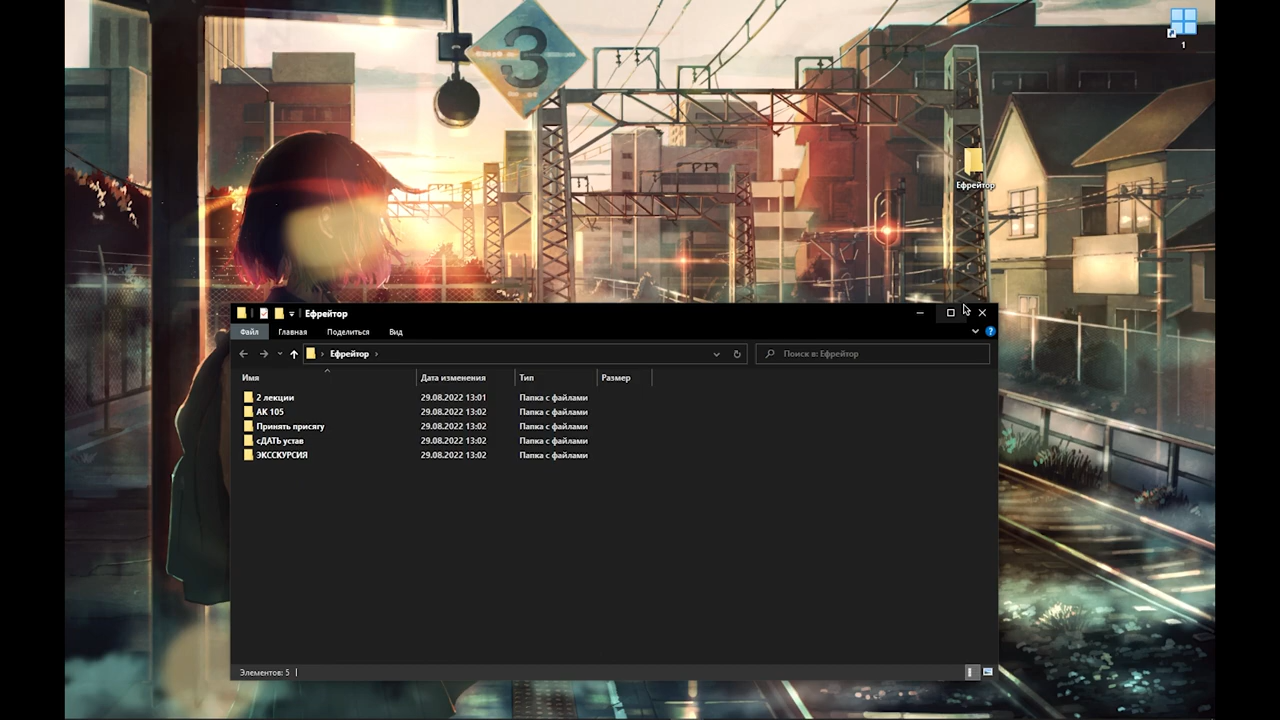 3
1
Ефрейтор
Ефрейтор
Файл Главная Поделиться Вид
Ефрейтор
Поиск в: Ефрейтор
Имя Дата изменения Тип Размер
2 лекции 29.08.2022 13:01 Папка с файлами
АК 105 29.08.2022 13:02 Папка с файлами
Принять присягу 29.08.2022 13:02 Папка с файлами
сДАТЬ устав 29.08.2022 13:02 Папка с файлами
ЭКССКУРСИЯ 29.08.2022 13:02 Папка с файлами
Элементов: 5